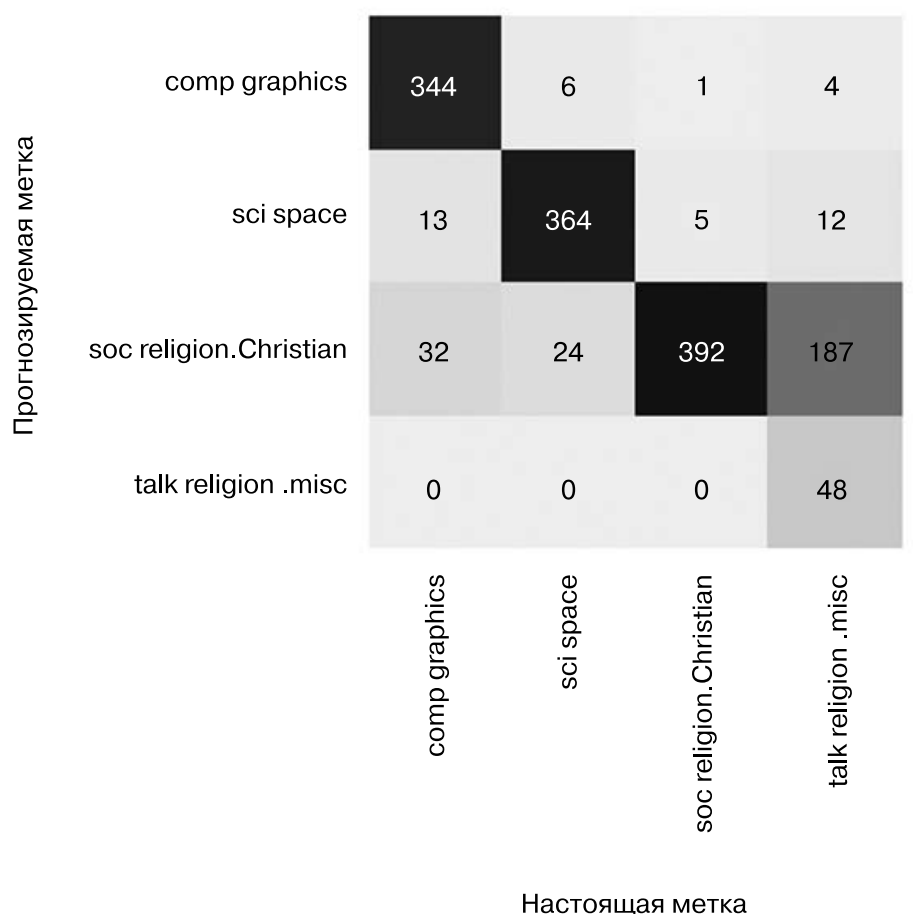 Прогнозируемая метка
comp graphics 344 6 1 4
sci space 13 364 5 12
soc religion.Christian 32 24 392 187
talk religion .misc 0 0 0 48
comp graphics
sci space
soc religion.Christian
talk religion .misc
Настоящая метка